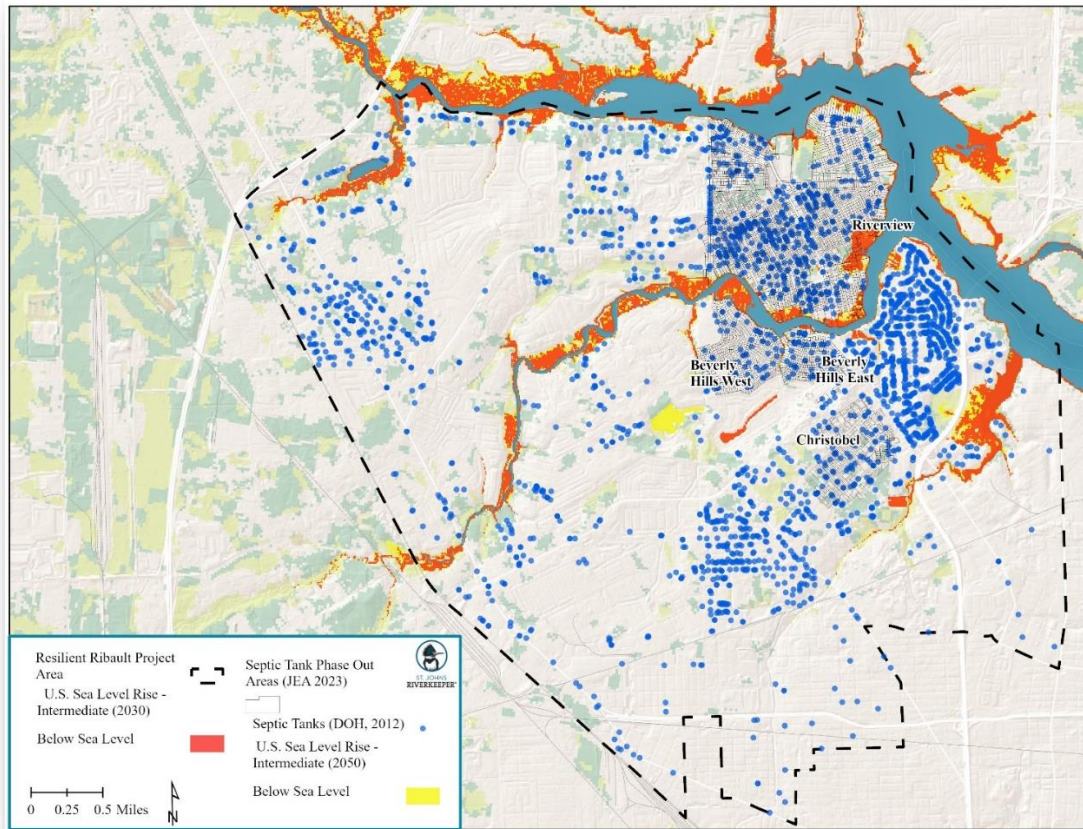 Riverview
Beverly
Hills West
Beverly
Hills East
Christobel
Resilient Ribault Project
Area
U.S. Sea Level Rise -
Intermediate (2030)
Below Sea Level
0 0.25 0.5 Miles
N
Septic Tank Phase Out
Areas (JEA 2023)
Septic Tanks (DOH, 2012)
U.S. Sea Level Rise -
Intermediate (2050)
Below Sea Level
ST. JOHNS
RIVERKEEPER®